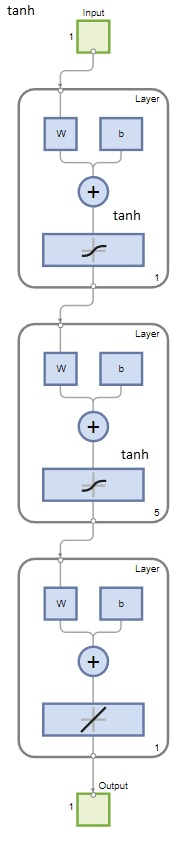 tanh
Input
1
Layer
W b
+
tanh
1
Layer
W b
+
tanh
5
Layer
W b
+
1
Output
1